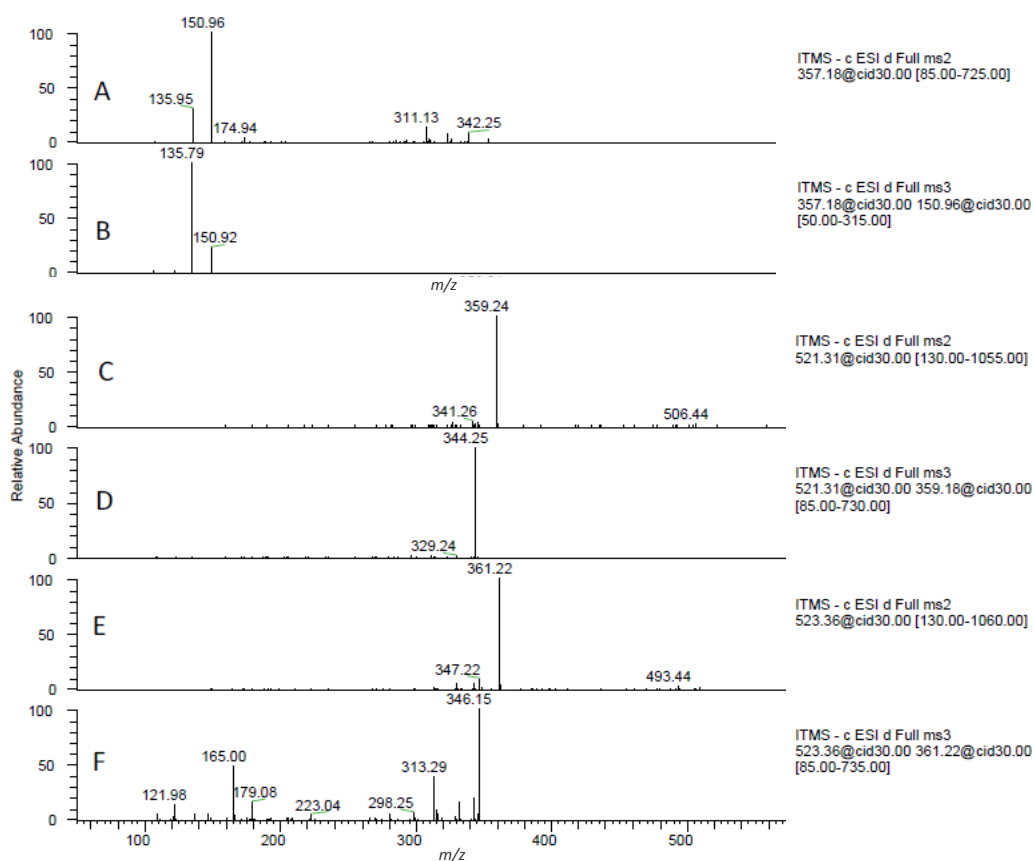 150.96
100
50
0
A
135.95
174.94
311.13
342.25
ITMS - c ESI d Full ms2
357.18@cid30.00 [85.00-725.00]
135.79
100
50
0
B
150.92
ITMS - c ESI d Full ms3
357.18@cid30.00 150.96@cid30.00
[50.00-315.00]
m/z
359.24
100
50
0
C
341.26
506.44
ITMS - c ESI d Full ms2
521.31@cid30.00 [130.00-1055.00]
Relative Abundance
344.25
100
50
0
D
329.24
ITMS - c ESI d Full ms3
521.31@cid30.00 359.18@cid30.00
[85.00-730.00]
361.22
100
50
0
E
347.22
493.44
ITMS - c ESI d Full ms2
523.36@cid30.00 [130.00-1060.00]
346.15
100
50
0
F
165.00
121.98
179.08
223.04
298.25
313.29
ITMS - c ESI d Full ms3
523.36@cid30.00 361.22@cid30.00
[85.00-735.00]
100 200 300 400 500
m/z